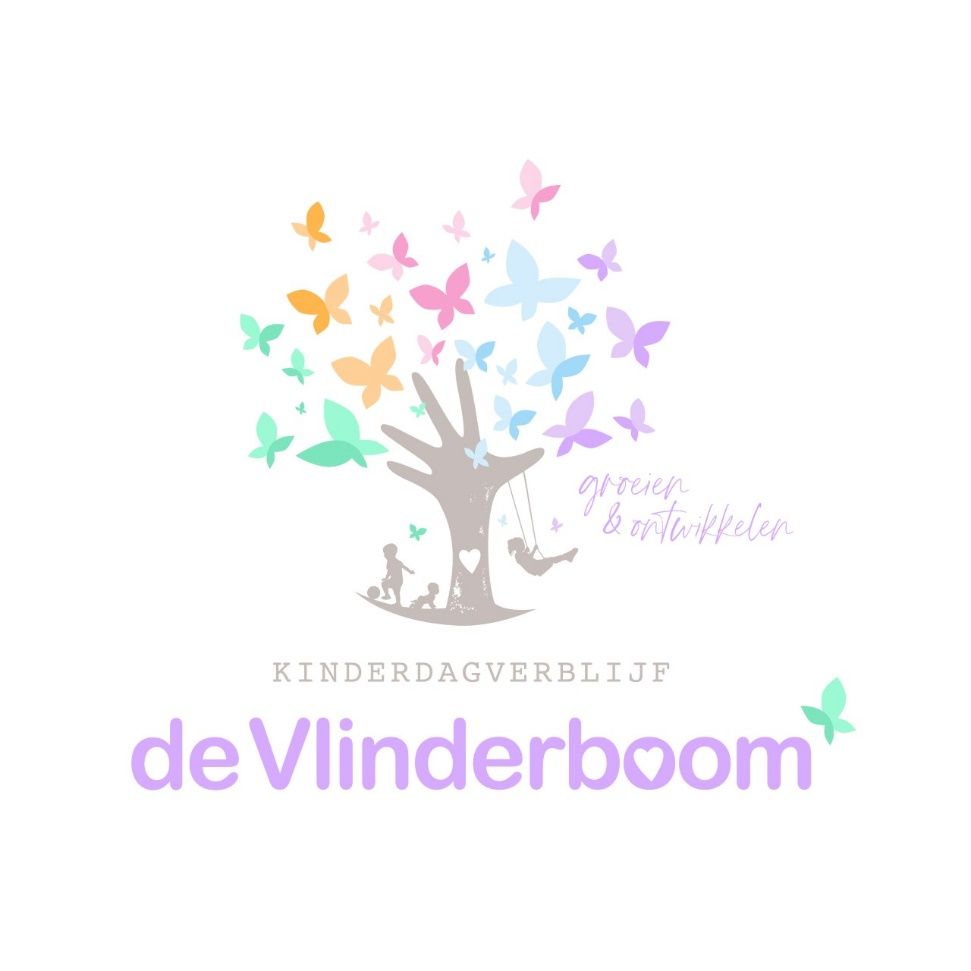 groeien
& ontwikkelen
KINDERDAGVERBLIJF
de Vlinderboom